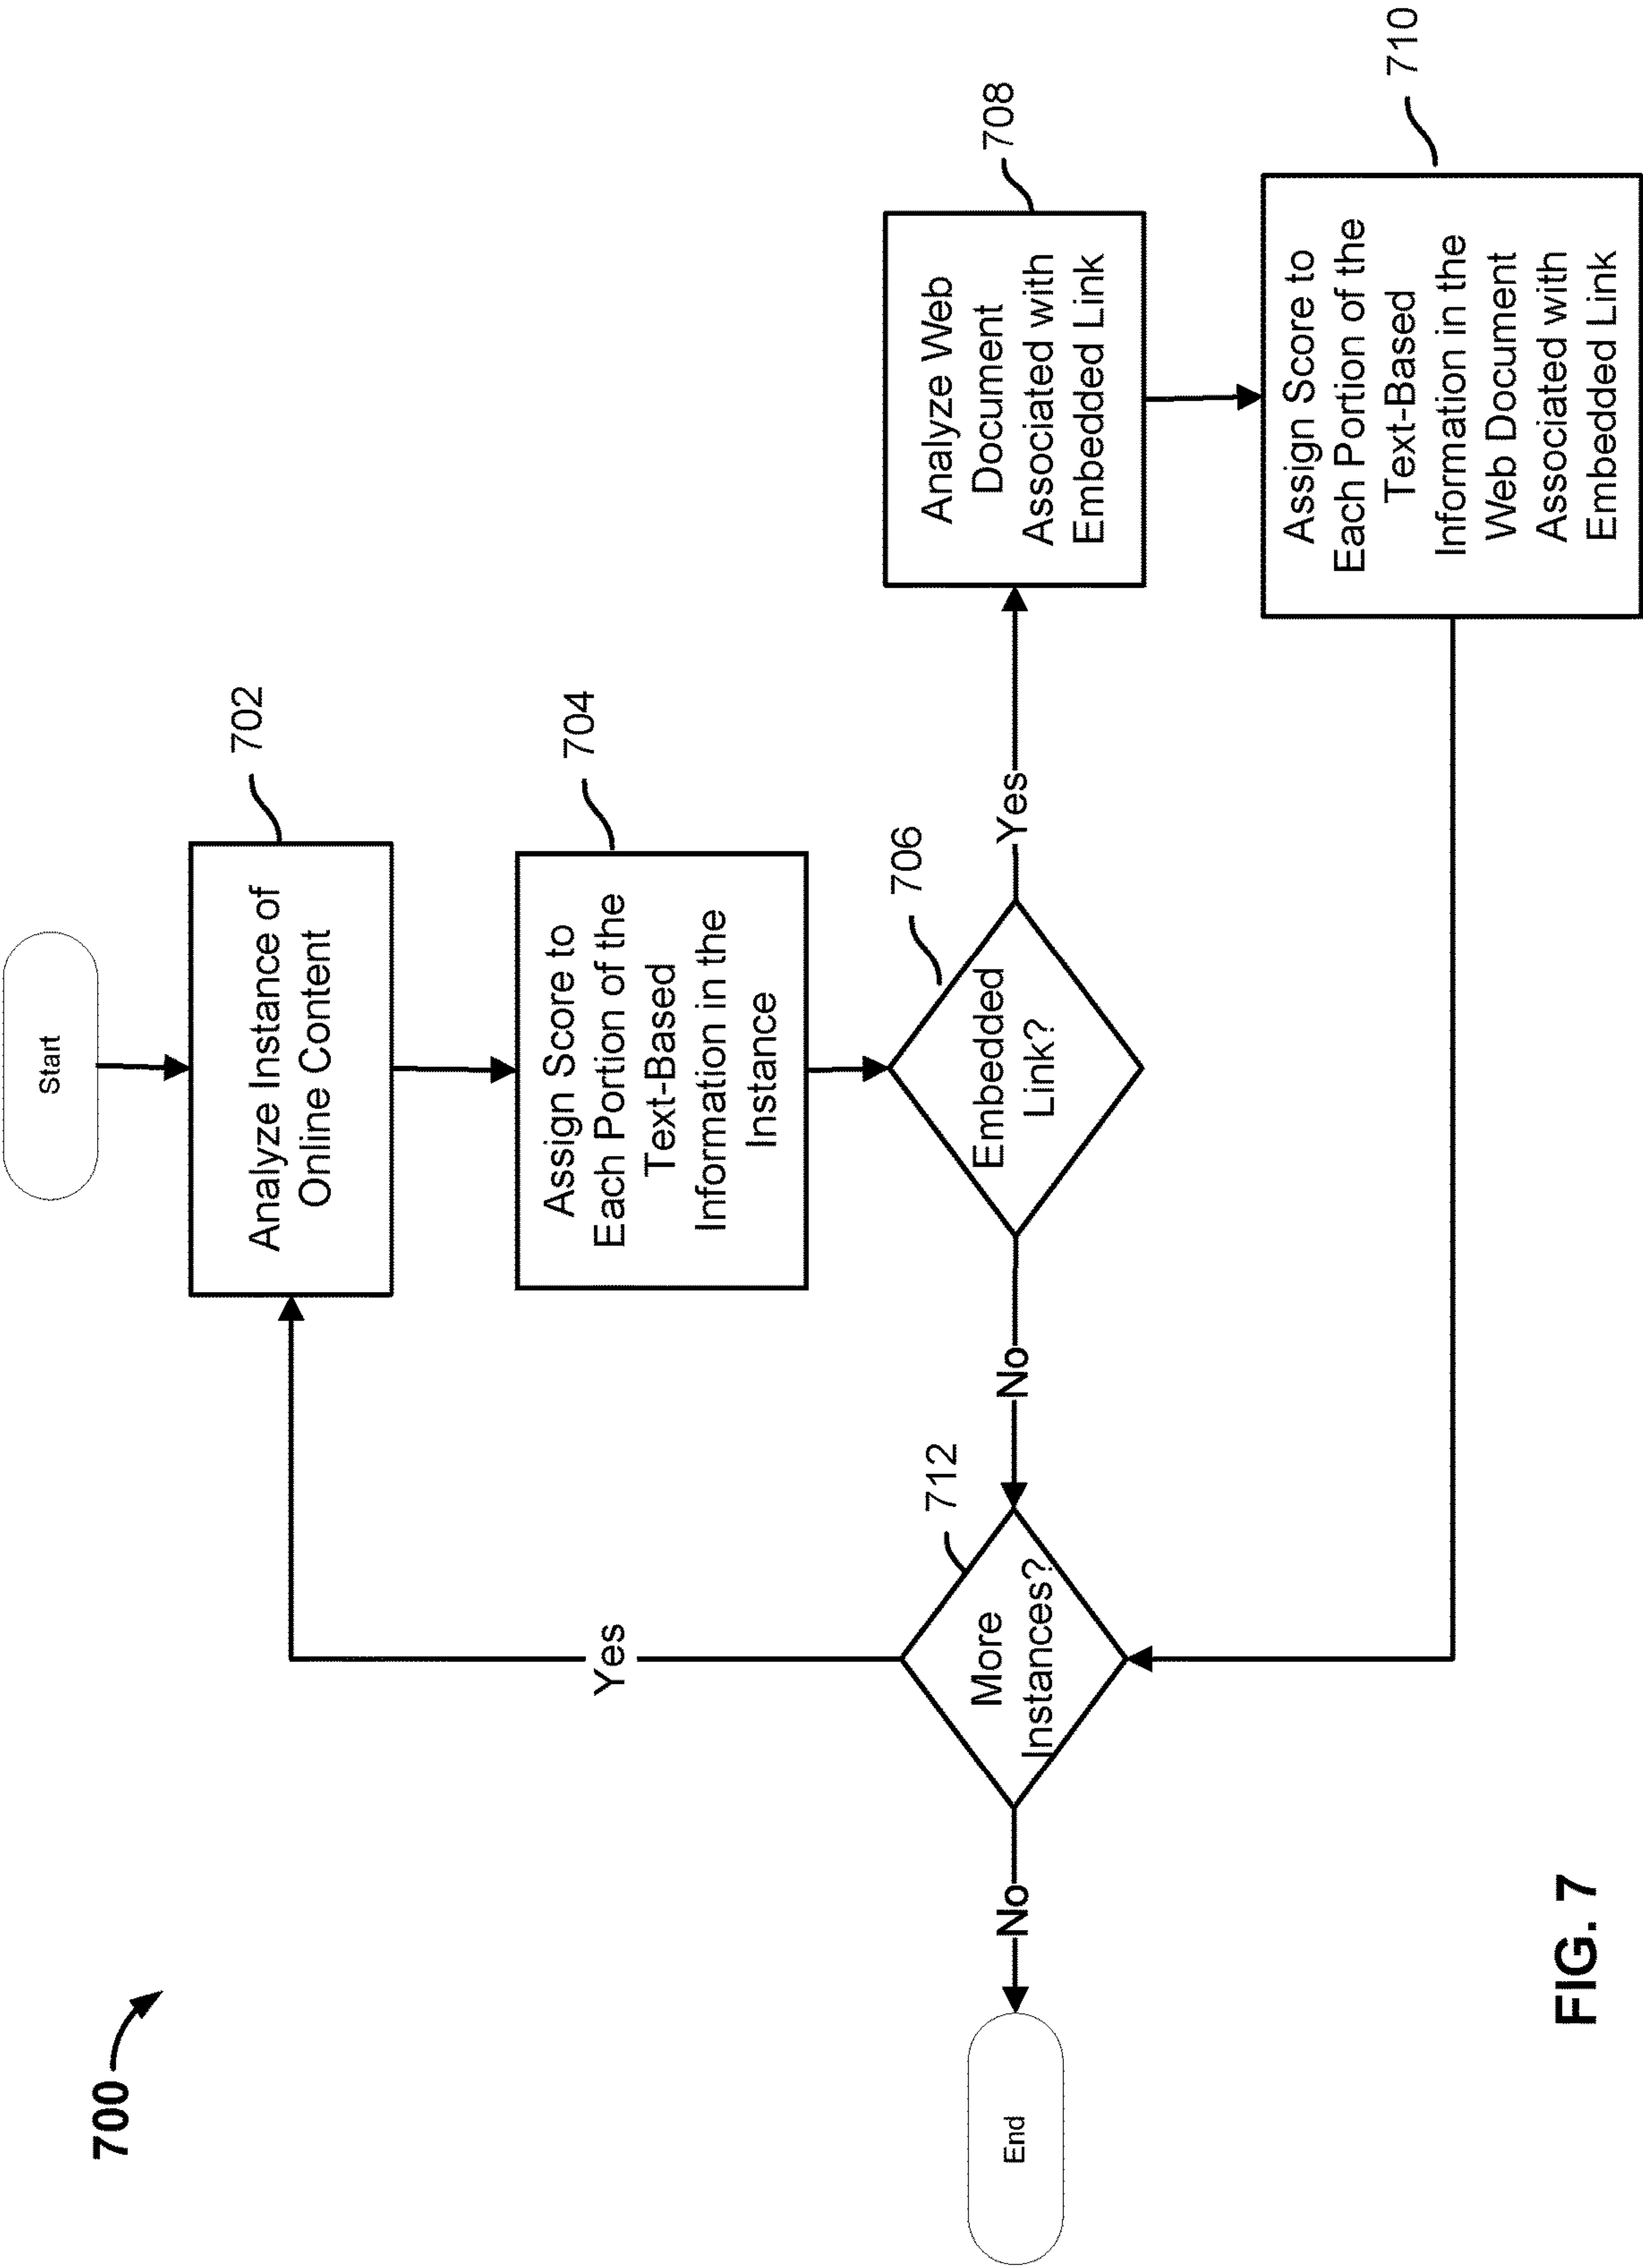 700
Start
702
Analyze Instance of
Online Content
704
Assign Score to
Each Portion of the
Text-Based
Information in the
Instance
706
Embedded
Link?
Yes
No
708
Analyze Web
Document
Associated with
Embedded Link
710
Assign Score to
Each Portion of the
Text-Based
Information in the
Web Document
Associated with
Embedded Link
712
More
Instances?
Yes
No
End
FIG. 7